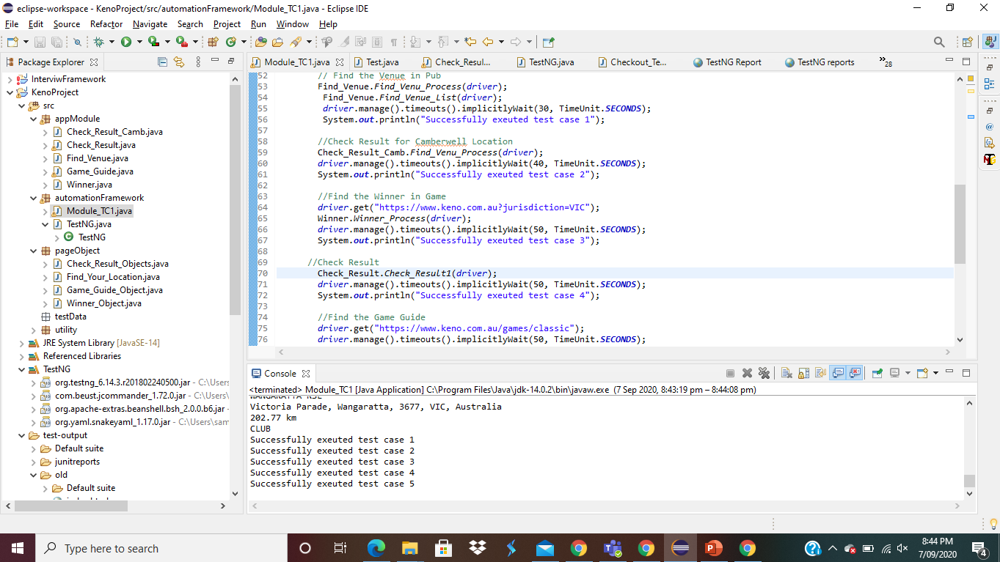 eclipse-workspace - KenoProject/src/automationFramework/Module_TC1.java - Eclipse IDE
File Edit Source Refactor Navigate Search Project Run Window Help
Package Explorer
InterviwFramework
KenoProject
src
appModule
Check_Result_Camb.java
Check_Result.java
Find_Venue.java
Game_Guide.java
Winner.java
automationFramework
Module_TC1.java
TestNG.java
TestNG
pageObject
Check_Result_Objects.java
Find_Your_Location.java
Game_Guide_Object.java
Winner_Object.java
testData
utility
JRE System Library [JavaSE-14]
Referenced Libraries
TestNG
org.testng_6.14.3.r201802240500.jar - C:\Users
com.beust.jcommander_1.72.0.jar - C:\Users
org.apache-extras.beanshell.bsh_2.0.0.b6.jar -
org.yaml.snakeyaml_1.17.0.jar - C:\Users\sam
test-output
Default suite
junitreports
old
Default suite
Module_TC1.java Test.java Check_Resul... TestNG.java Checkout_Te... TestNG Report TestNG reports »28
52 // Find the Venue in Pub
53 Find_Venue.Find_Venu_Process(driver);
54 Find_Venue.Find_Venue_List(driver);
55 driver.manage().timeouts().implicitlyWait(30, TimeUnit.SECONDS);
56 System.out.println("Successfully exeuted test case 1");
57
58 //Check Result for Camberwell Location
59 Check_Result_Camb.Find_Venu_Process(driver);
60 driver.manage().timeouts().implicitlyWait(40, TimeUnit.SECONDS);
61 System.out.println("Successfully exeuted test case 2");
62
63 //Find the Winner in Game
64 driver.get("https://www.keno.com.au?jurisdiction=VIC");
65 Winner.Winner_Process(driver);
66 driver.manage().timeouts().implicitlyWait(50, TimeUnit.SECONDS);
67 System.out.println("Successfully exeuted test case 3");
68
69 //Check Result
70 Check_Result.Check_Result1(driver);
71 driver.manage().timeouts().implicitlyWait(50, TimeUnit.SECONDS);
72 System.out.println("Successfully exeuted test case 4");
73
74 //Find the Game Guide
75 driver.get("https://www.keno.com.au/games/classic");
76 driver.manage().timeouts().implicitlyWait(50, TimeUnit.SECONDS);
Console
<terminated> Module_TC1 [Java Application] C:\Program Files\Java\jdk-14.0.2\bin\javaw.exe (7 Sep 2020, 8:43:19 pm – 8:44:08 pm)
WANGARATTA RSL
Victoria Parade, Wangaratta, 3677, VIC, Australia
202.77 km
CLUB
Successfully exeuted test case 1
Successfully exeuted test case 2
Successfully exeuted test case 3
Successfully exeuted test case 4
Successfully exeuted test case 5
Type here to search
8:44 PM
7/09/2020
4